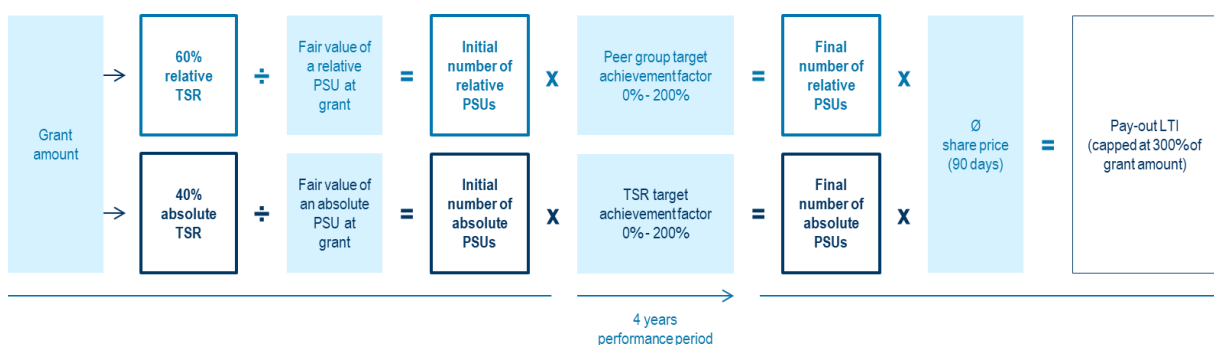 Grant
amount
60%
relative
TSR
÷
Fair value of
a relative
PSU at
grant
=
Initial
number of
relative
PSUs
x
Peer group target
achievement factor
0%- 200%
=
Final
number of
relative
PSUs
x
40%
absolute
TSR
÷
Fair value of
an absolute
PSU at
grant
=
Initial
number of
absolute
PSUs
x
TSR target
achievement factor
0%- 200%
=
Final
number of
absolute
PSUs
x
Ø
share price
(90 days)
=
Pay-out LTI
(capped at 300% of
grant amount)
4 years
performance period